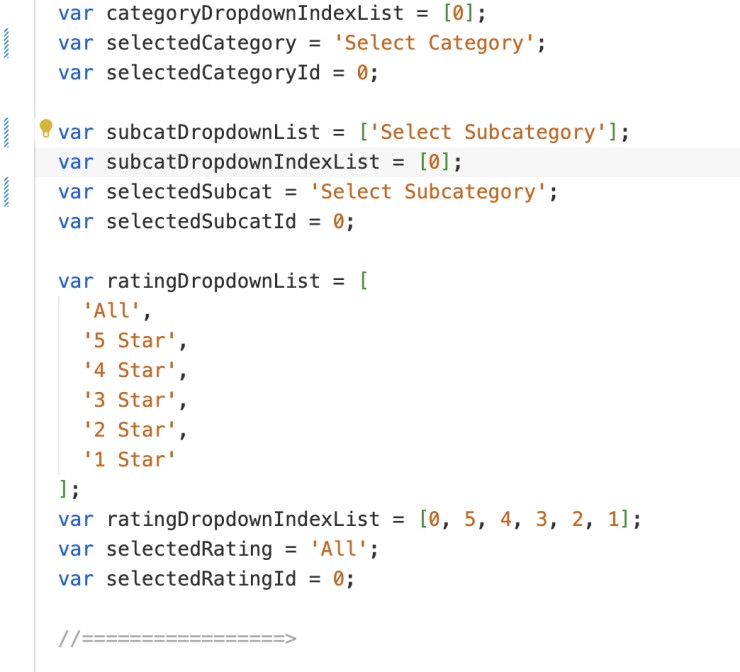 var categoryDropdownIndexList = [0];
var selectedCategory = 'Select Category';
var selectedCategoryId = 0;

var subcatDropdownList = ['Select Subcategory'];
var subcatDropdownIndexList = [0];
var selectedSubcat = 'Select Subcategory';
var selectedSubcatId = 0;

var ratingDropdownList = [
  'All',
  '5 Star',
  '4 Star',
  '3 Star',
  '2 Star',
  '1 Star'
];
var ratingDropdownIndexList = [0, 5, 4, 3, 2, 1];
var selectedRating = 'All';
var selectedRatingId = 0;

//=================>